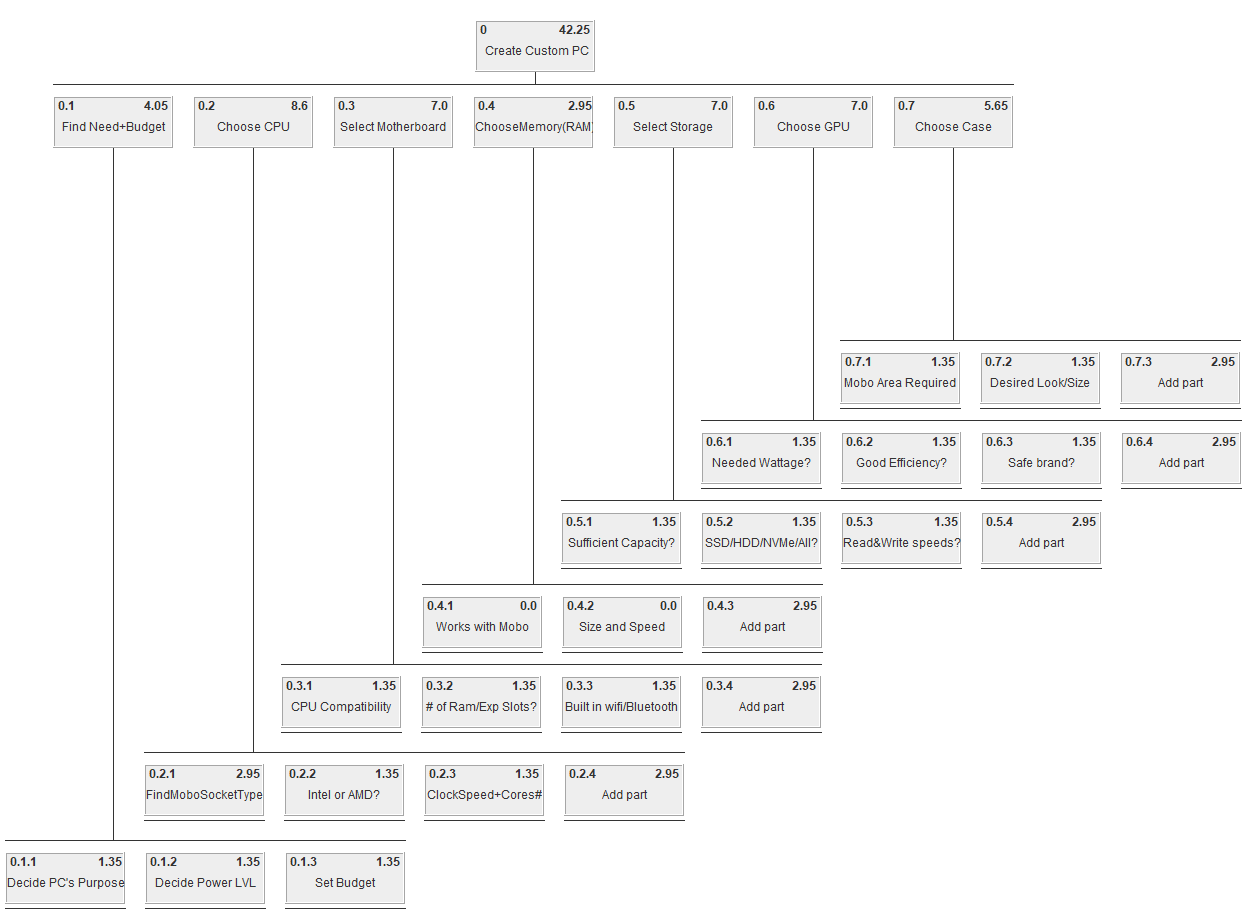 0 42.25
Create Custom PC
0.1 4.05
Find Need+Budget
0.2 8.6
Choose CPU
0.3 7.0
Select Motherboard
0.4 2.95
ChooseMemory(RAM)
0.5 7.0
Select Storage
0.6 7.0
Choose GPU
0.7 5.65
Choose Case
0.7.1 1.35
Mobo Area Required
0.7.2 1.35
Desired Look/Size
0.7.3 2.95
Add part
0.6.1 1.35
Needed Wattage?
0.6.2 1.35
Good Efficiency?
0.6.3 1.35
Safe brand?
0.6.4 2.95
Add part
0.5.1 1.35
Sufficient Capacity?
0.5.2 1.35
SSD/HDD/NVMe/All?
0.5.3 1.35
Read&Write speeds?
0.5.4 2.95
Add part
0.4.1 0.0
Works with Mobo
0.4.2 0.0
Size and Speed
0.4.3 2.95
Add part
0.3.1 1.35
CPU Compatibility
0.3.2 1.35
# of Ram/Exp Slots?
0.3.3 1.35
Built in wifi/Bluetooth
0.3.4 2.95
Add part
0.2.1 2.95
FindMoboSocketType
0.2.2 1.35
Intel or AMD?
0.2.3 1.35
ClockSpeed+Cores#
0.2.4 2.95
Add part
0.1.1 1.35
Decide PC's Purpose
0.1.2 1.35
Decide Power LVL
0.1.3 1.35
Set Budget